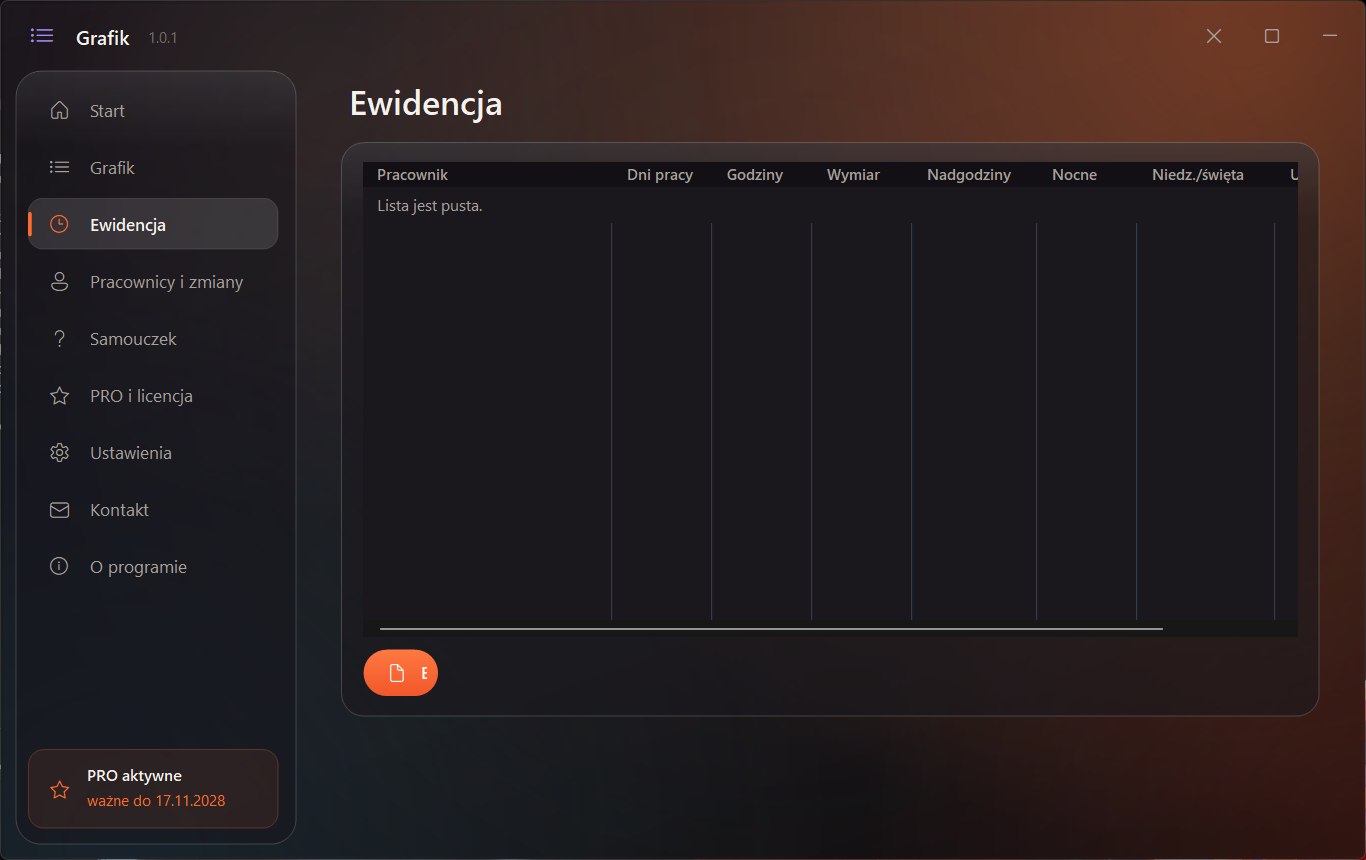 Grafik 1.0.1
Start
Grafik
Ewidencja
Pracownicy i zmiany
Samouczek
PRO i licencja
Ustawienia
Kontakt
O programie
PRO aktywne
ważne do 17.11.2028
Ewidencja
Pracownik Dni pracy Godziny Wymiar Nadgodziny Nocne Niedz./święta
Lista jest pusta.